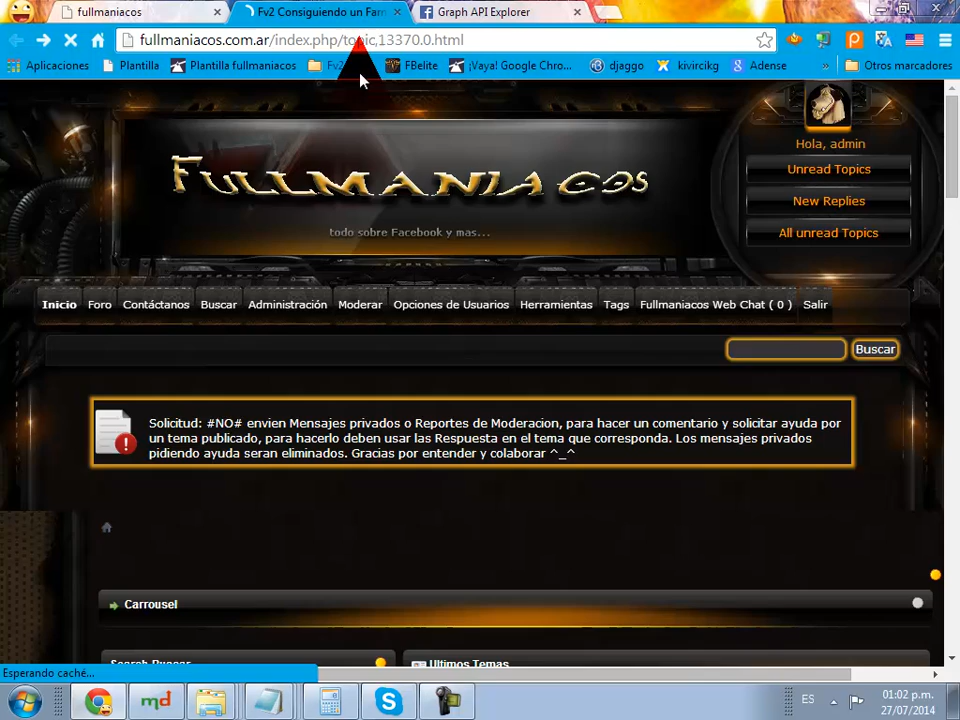 fullmaniacos
Fv2 Consiguiendo un Fam
Graph API Explorer
fullmaniacos.com.ar/index.php/topic,13370.0.html
Aplicaciones
Plantilla
Plantilla fullmaniacos
Fv2
FBelite
¡Vaya! Google Chro...
djaggo
kivircikg
Adense
»
Otros marcadores
Fullmaniacos
todo sobre Facebook y mas...
Hola, admin
Unread Topics
New Replies
All unread Topics
Inicio Foro Contáctanos Buscar Administración Moderar Opciones de Usuarios Herramientas Tags Fullmaniacos Web Chat ( 0 ) Salir
Buscar
Solicitud: #NO# envien Mensajes privados o Reportes de Moderacion, para hacer un comentario y solicitar ayuda por
un tema publicado, para hacerlo deben usar las Respuesta en el tema que corresponda. Los mensajes privados
pidiendo ayuda seran eliminados. Gracias por entender y colaborar ^_^
Carrousel
Ultimos Temas
Esperando caché...
md
ES
01:02 p.m.
27/07/2014